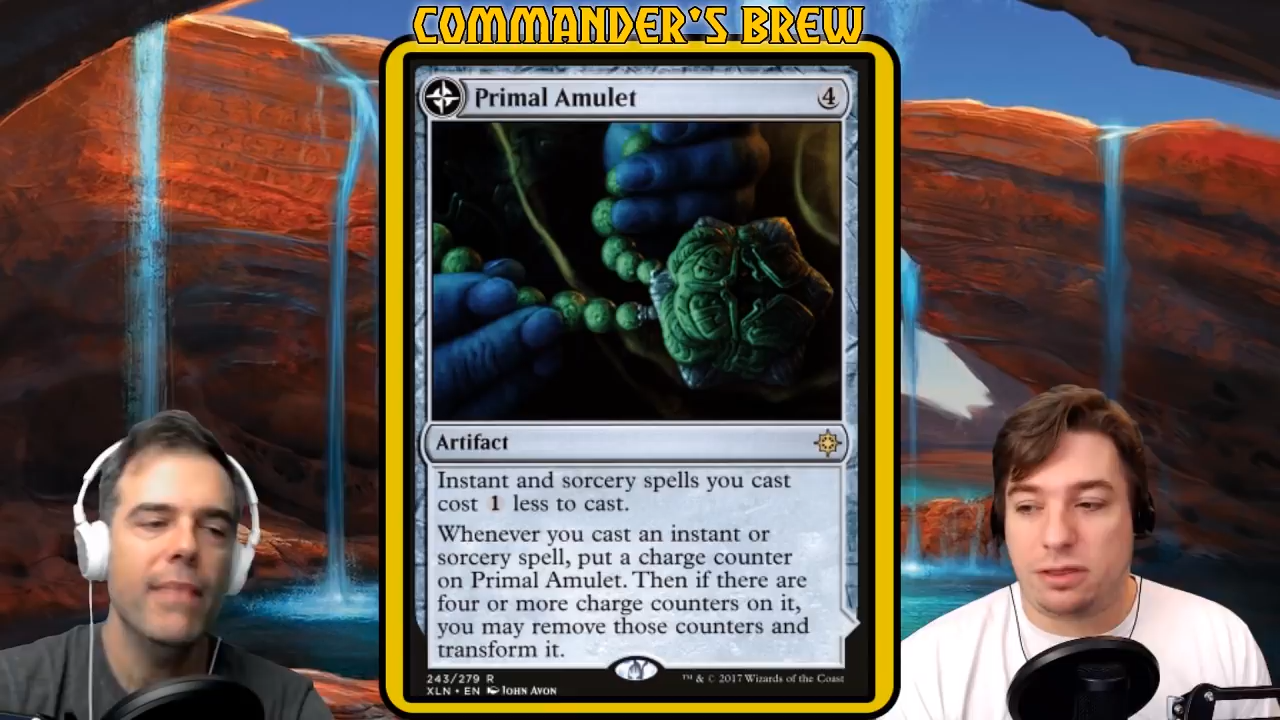 COMMANDER'S BREW
Primal Amulet 4
Artifact
Instant and sorcery spells you cast
cost 1 less to cast.
Whenever you cast an instant or
sorcery spell, put a charge counter
on Primal Amulet. Then if there are
four or more charge counters on it,
you may remove those counters and
transform it.
243/279 R
XLN • EN JOHN AVON
™ & © 2017 Wizards of the Coast